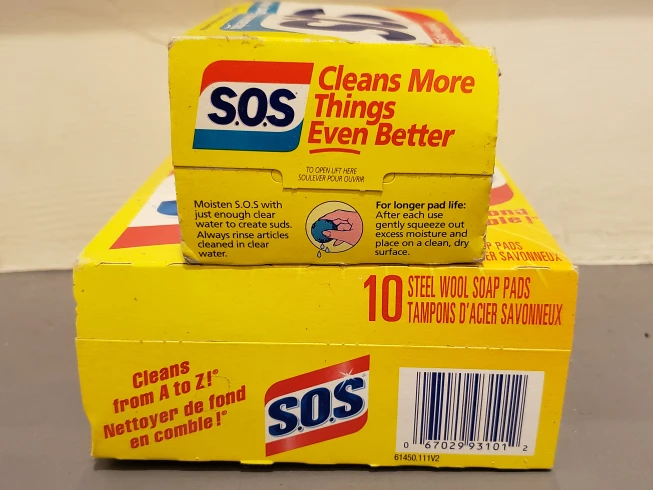 SOS
S.O.S
Cleans More
Things
Even Better
TO OPEN LIFT HERE
SOULEVER POUR OUVRIR
Moisten S.O.S with
just enough clear
water to create suds.
Always rinse articles
cleaned in clear
water.
For longer pad life:
After each use
gently squeeze out
excess moisture and
place on a clean, dry
surface.
PADS
SAVONNEUX
10 STEEL WOOL SOAP PADS
TAMPONS D'ACIER SAVONNEUX
Cleans
from A to Z!®
Nettoyer de fond
en comble!®
S.O.S
0 67029 93101 2
61450.111V2